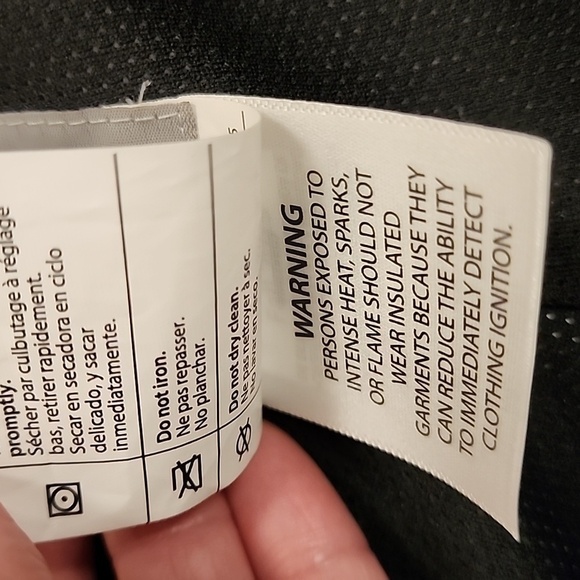 promptly.
Sécher par culbutage à réglage
bas, retirer rapidement.
Secar en secadora en ciclo
delicado, y sacar
inmediatamente.
Do not iron.
Ne pas repasser.
No planchar.
Do not dry clean.
Ne pas nettoyer à sec.
en seco.
WARNING
PERSONS EXPOSED TO
INTENSE HEAT, SPARKS,
OR FLAME SHOULD NOT
WEAR INSULATED
GARMENTS BECAUSE THEY
CAN REDUCE THE ABILITY
TO IMMEDIATELY DETECT
CLOTHING IGNITION.